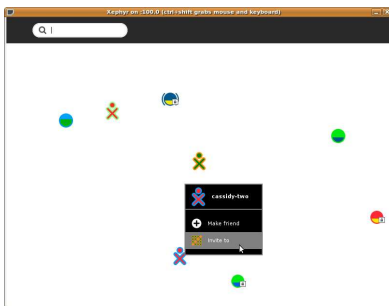 Xephyr on :100.0 (ctrl+shift grabs mouse and keyboard)
cassidy-two
Make friend
Invite to